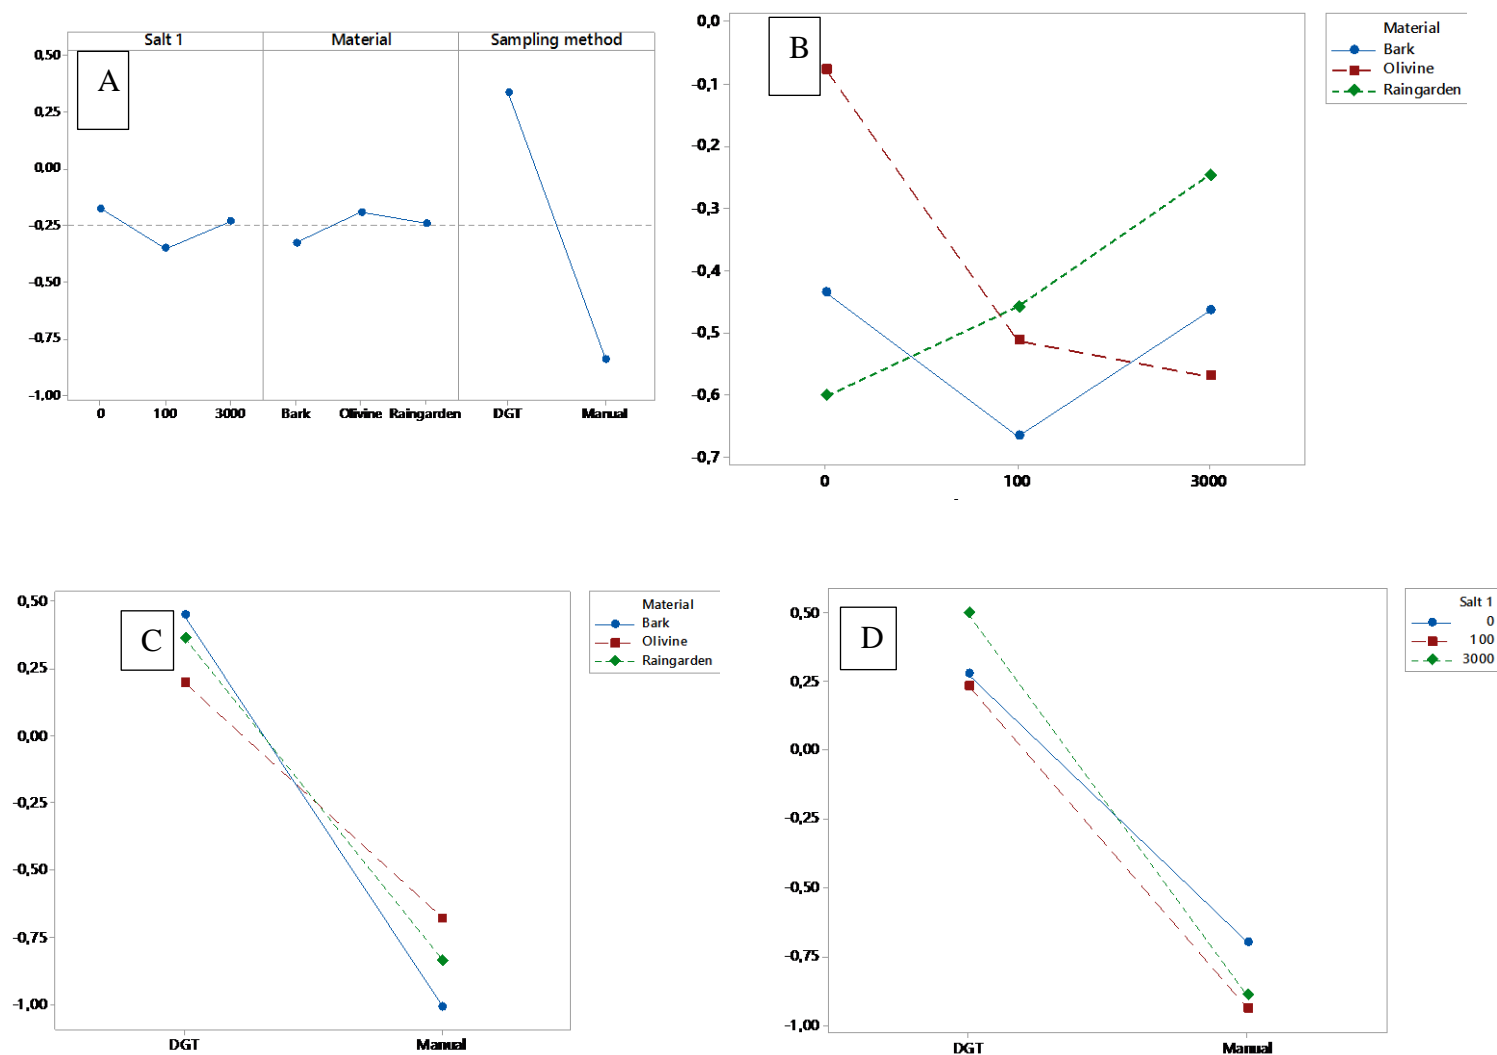 Salt 1 Material Sampling method
A
0,50
0,25
0,00
-0,25
-0,50
-0,75
-1,00
0 100 3000 Bark Olivine Raingarden DGT Manual
B
0,0
-0,1
-0,2
-0,3
-0,4
-0,5
-0,6
-0,7
0 100 3000
Material
Bark
Olivine
Raingarden
C
0,50
0,25
0,00
-0,25
-0,50
-0,75
-1,00
DGT Manual
Material
Bark
Olivine
Raingarden
D
0,50
0,25
0,00
-0,25
-0,50
-0,75
-1,00
DGT Manual
Salt 1
0
100
3000